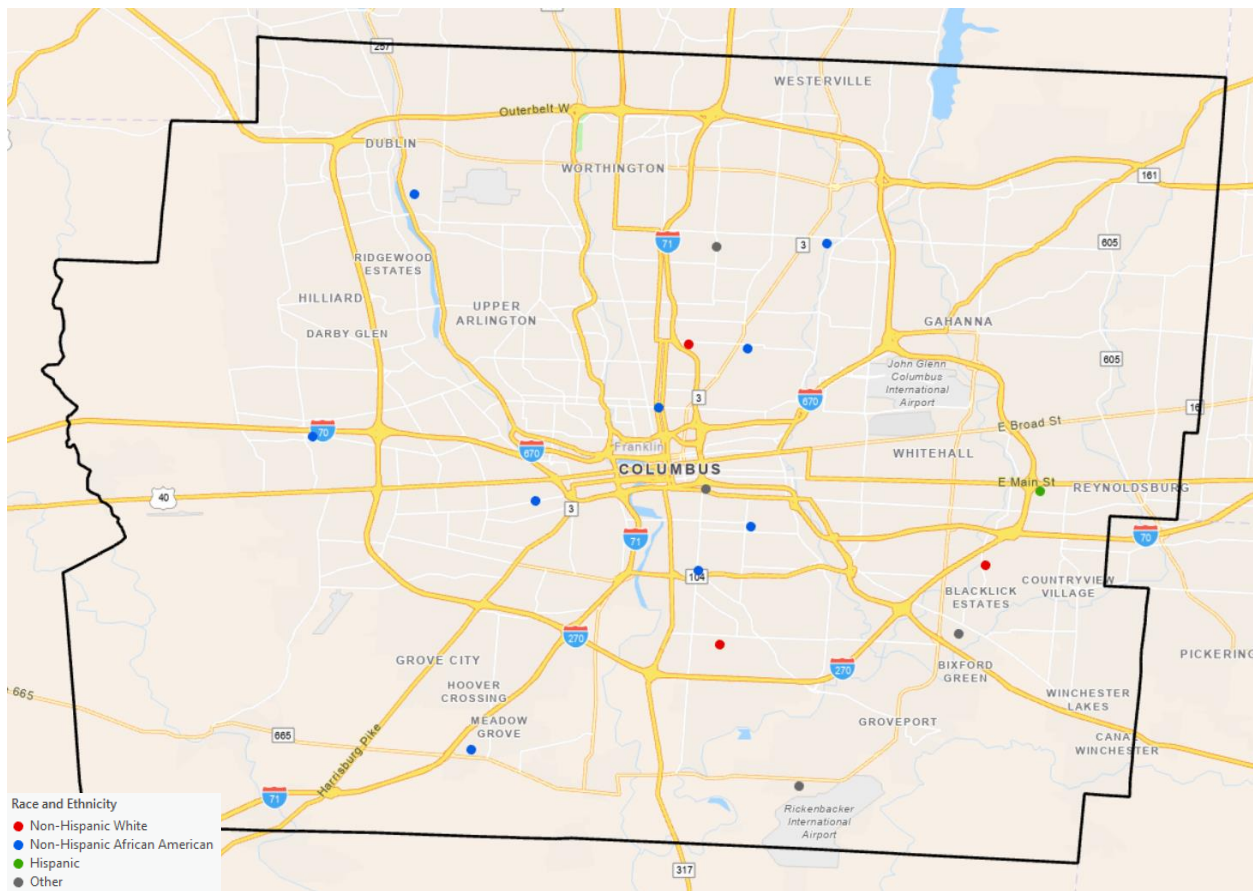 257
WESTERVILLE
Outerbelt W
DUBLIN
WORTHINGTON
161
71
3
605
RIDGEWOOD
ESTATES
HILLIARD
UPPER
ARLINGTON
GAHANNA
DARBY GLEN
605
John Glenn
Columbus
International
Airport
3
670
16
E Broad St
70
Franklin
670
WHITEHALL
COLUMBUS
E Main St
REYNOLDSBURG
40
3
71
70
104
COUNTRYVIEW
VILLAGE
BLACKLICK
ESTATES
270
PICKERING
GROVE CITY
BIXFORD
GREEN
270
HOOVER
CROSSING
665
WINCHESTER
LAKES
MEADOW
GROVE
GROVEPORT
665
CANAL
WINCHESTER
Harrisburg Pike
71
Rickenbacker
International
Airport
317
Race and Ethnicity
Non-Hispanic White
Non-Hispanic African American
Hispanic
Other